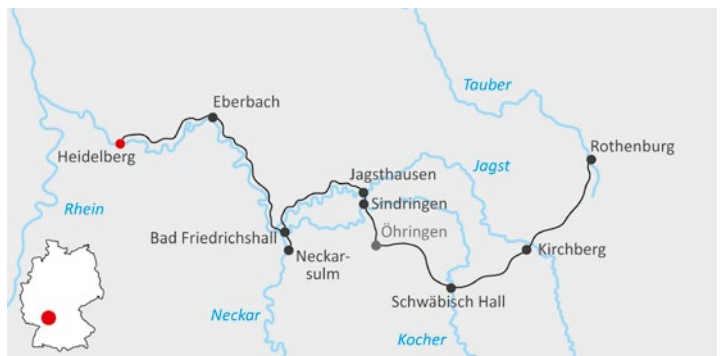 Tauber
Eberbach
Rothenburg
Heidelberg
Jagst
Jagsthausen
Rhein
Sindringen
Öhringen
Bad Friedrichshall
Kirchberg
Neckar-
sulm
Schwäbisch Hall
Neckar
Kocher